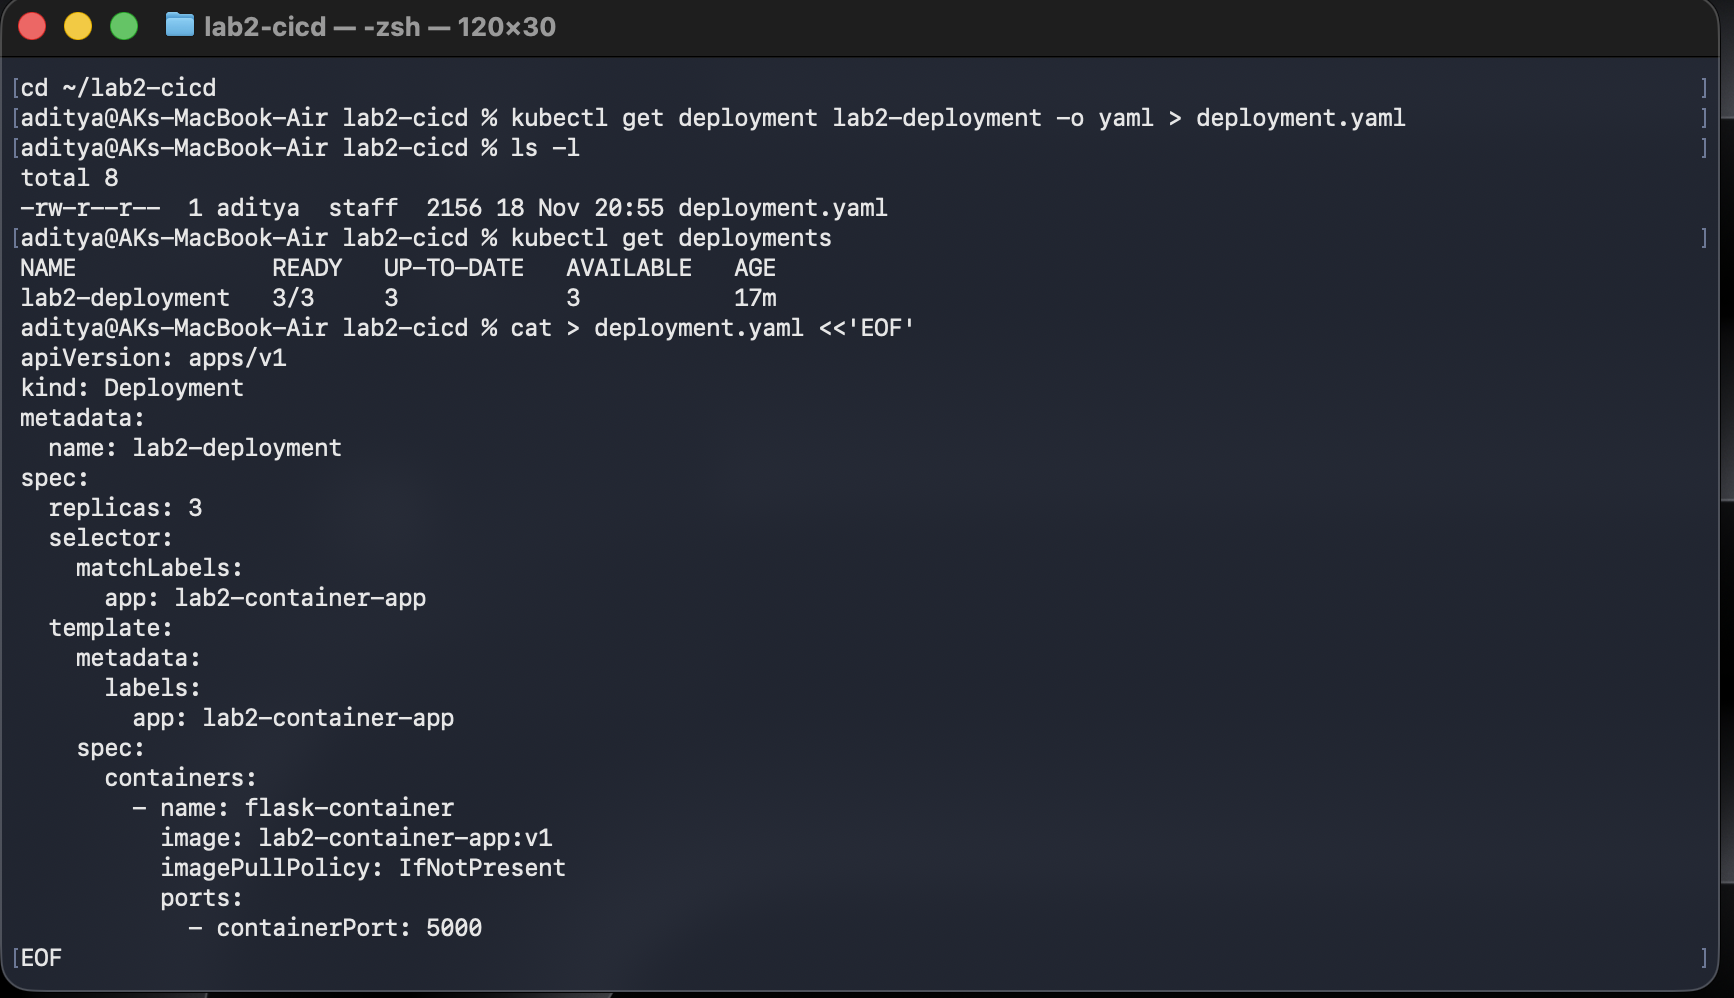 lab2-cicd — -zsh — 120×30
[cd ~/lab2-cicd ]
[aditya@AKs-MacBook-Air lab2-cicd % kubectl get deployment lab2-deployment -o yaml > deployment.yaml ]
[aditya@AKs-MacBook-Air lab2-cicd % ls -l ]
total 8
-rw-r--r--  1 aditya  staff  2156 18 Nov 20:55 deployment.yaml
[aditya@AKs-MacBook-Air lab2-cicd % kubectl get deployments ]
NAME              READY   UP-TO-DATE   AVAILABLE   AGE
lab2-deployment   3/3     3            3           17m
aditya@AKs-MacBook-Air lab2-cicd % cat > deployment.yaml <<'EOF'
apiVersion: apps/v1
kind: Deployment
metadata:
  name: lab2-deployment
spec:
  replicas: 3
  selector:
    matchLabels:
      app: lab2-container-app
  template:
    metadata:
      labels:
        app: lab2-container-app
    spec:
      containers:
        - name: flask-container
          image: lab2-container-app:v1
          imagePullPolicy: IfNotPresent
          ports:
            - containerPort: 5000
[EOF ]